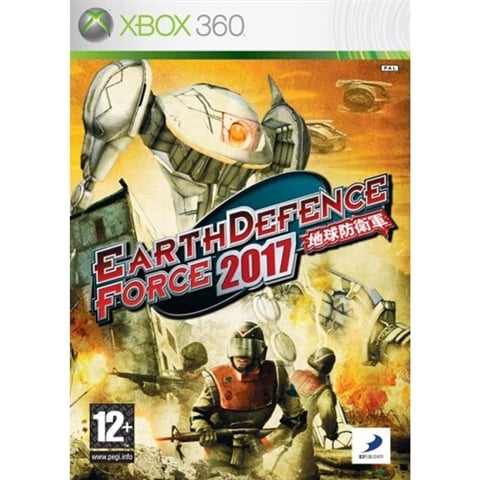 XBOX 360
PAL
EARTH DEFENCE
FORCE 2017
地球防衛軍
12+
www.pegi.info
D3PUBLISHER